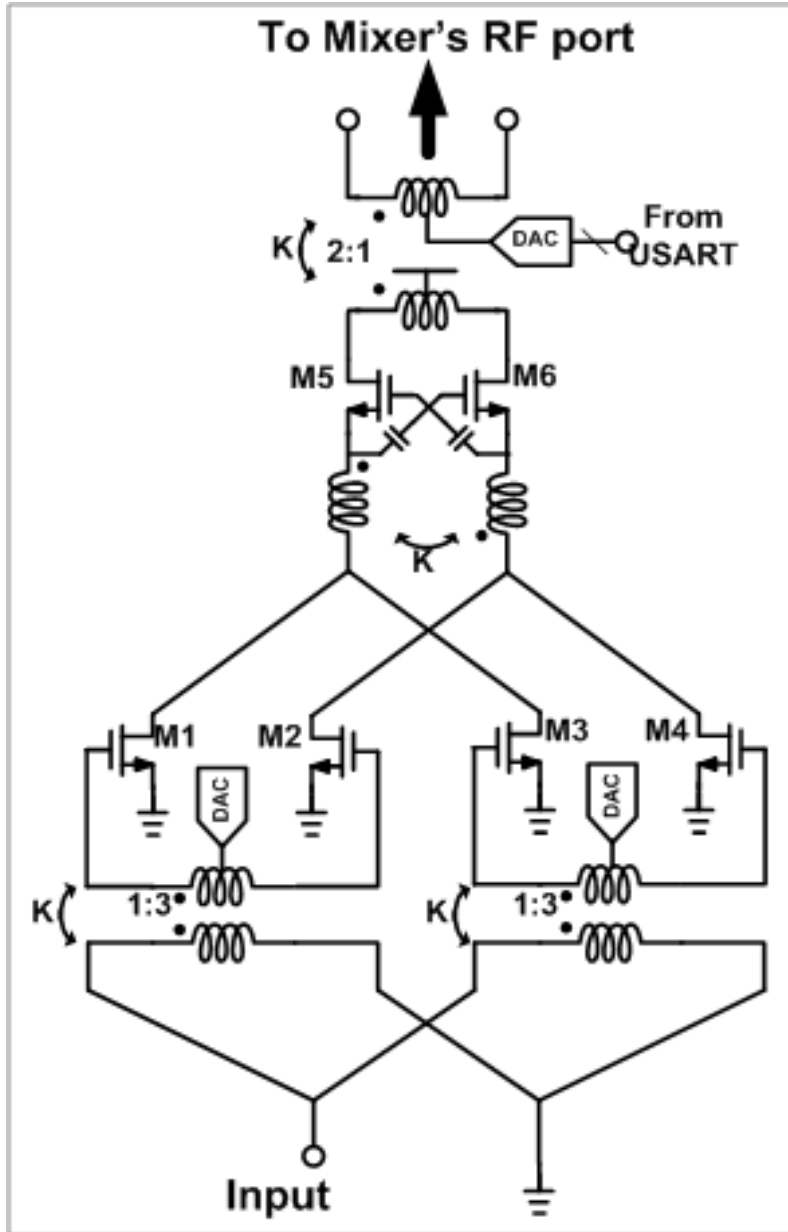 To Mixer's RF port
From
USART
DAC
K
2:1
M5
M6
K
M1
M2
M3
M4
DAC
DAC
K
1:3
K
1:3
Input